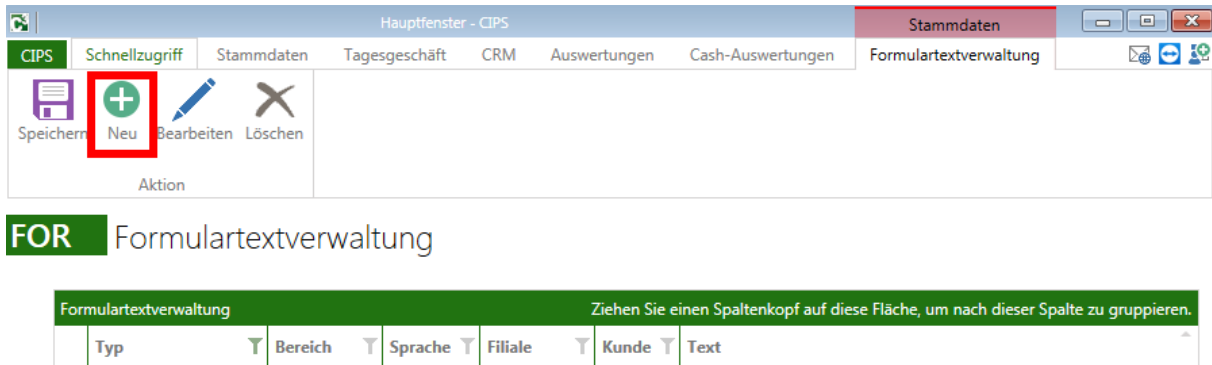 Hauptfenster - CIPS Stammdaten
CIPS Schnellzugriff Stammdaten Tagesgeschäft CRM Auswertungen Cash-Auswertungen Formulartextverwaltung
Speichern Neu Bearbeiten Löschen
Aktion
FOR Formulartextverwaltung
Formulartextverwaltung Ziehen Sie einen Spaltenkopf auf diese Fläche, um nach dieser Spalte zu gruppieren.
Typ Bereich Sprache Filiale Kunde Text